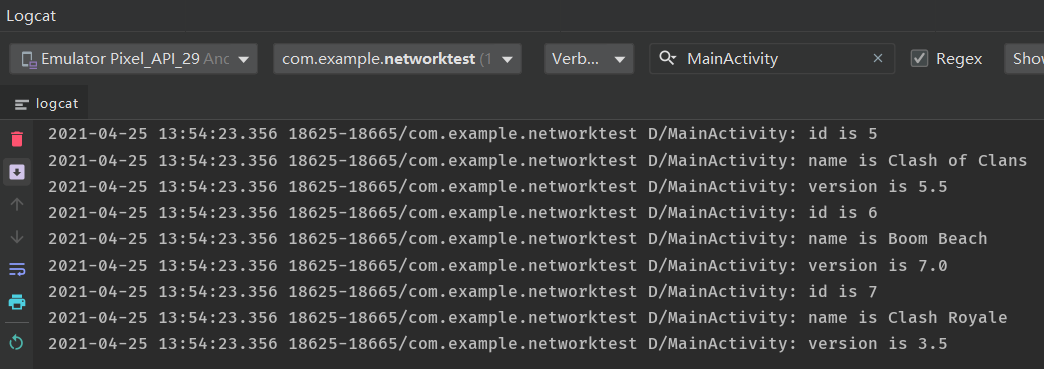 Logcat
Emulator Pixel_API_29 And com.example.networktest (1 Verb... MainActivity Regex Show
logcat
2021-04-25 13:54:23.356 18625-18665/com.example.networktest D/MainActivity: id is 5
2021-04-25 13:54:23.356 18625-18665/com.example.networktest D/MainActivity: name is Clash of Clans
2021-04-25 13:54:23.356 18625-18665/com.example.networktest D/MainActivity: version is 5.5
2021-04-25 13:54:23.356 18625-18665/com.example.networktest D/MainActivity: id is 6
2021-04-25 13:54:23.356 18625-18665/com.example.networktest D/MainActivity: name is Boom Beach
2021-04-25 13:54:23.356 18625-18665/com.example.networktest D/MainActivity: version is 7.0
2021-04-25 13:54:23.356 18625-18665/com.example.networktest D/MainActivity: id is 7
2021-04-25 13:54:23.356 18625-18665/com.example.networktest D/MainActivity: name is Clash Royale
2021-04-25 13:54:23.356 18625-18665/com.example.networktest D/MainActivity: version is 3.5